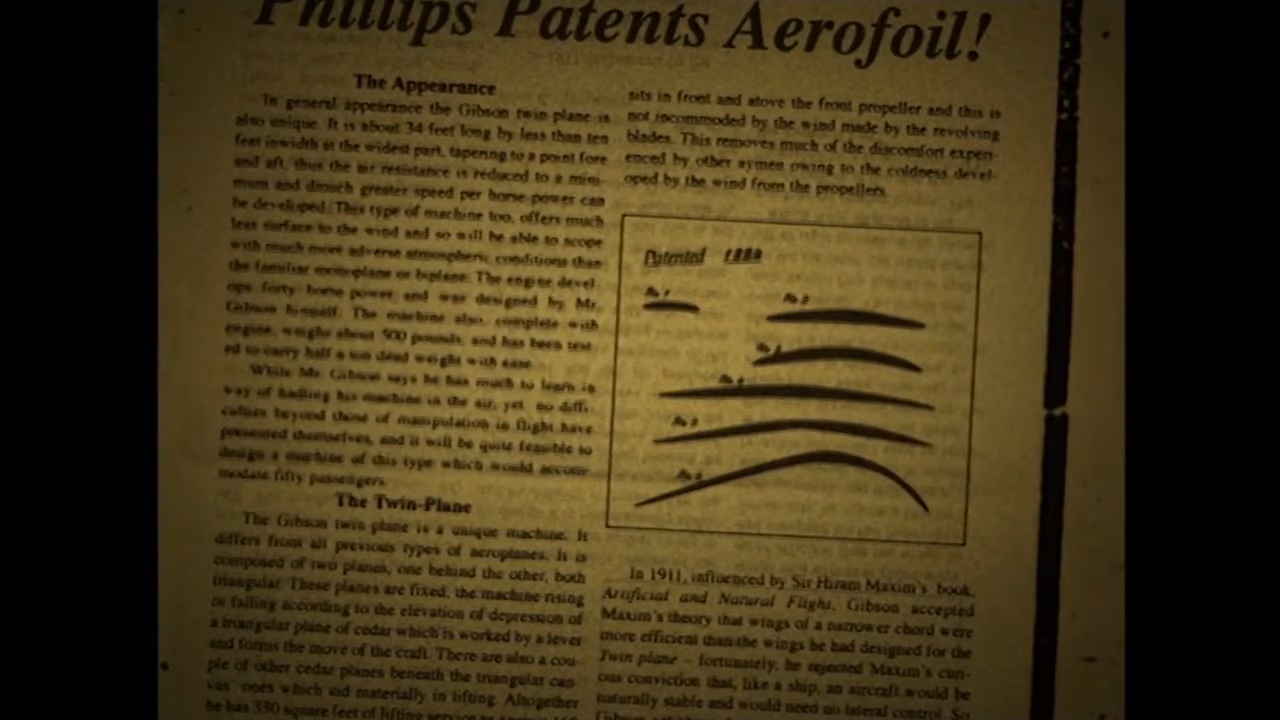 Phillips Patents Aerofoil!
The Appearance
In general appearance the Gibson twin-plane is
also unique. It is about 34 feet long by less than ten
feet inwidth at the widest part, tapering to a point fore
and aft, thus the air resistance is reduced to a mini-
mum and dmuch greater speed per horse-power can
be developed. This type of machine too, offers much
less surface to the wind and so will be able to scope
with much more adverse atmospheric conditions than
the familiar monoplane or biplane. The engine devel-
ops forty horse power and was designed by Mr.
Gibson himself. The machine also, complete with
engine, weighs about 500 pounds, and has been test-
ed to carry half a ton dead weight with ease.
While Mr. Gibson says he has much to learn in
way of hadling his machine in the air, yet no diffi-
culties beyond those of manipulation in flight have
presented themselves, and it will be quite feasible to
design a machine of this type which would accom-
modate fifty passengers.
The Twin-Plane
The Gibson twin plane is a unique machine. It
differs from all previous types of aeroplanes. It is
composed of two planes, one behind the other, both
triangular. These planes are fixed, the machine rising
or falling according to the elevation of depression of
a triangular plane of cedar which is worked by a lever
and forms the move of the craft. There are also a cou-
ple of other cedar planes beneath the triangular can-
vas ones which aid materially in lifting. Altogether
he has 330 square feet of lifting
sits in front and atove the front propeller and this is
not incommoded by the wind made by the revolving
blades. This removes much of the discomfort experi-
enced by other aymen owing to the coldness devel-
oped by the wind from the propellers.
Patented
In 1911, influenced by Sir Hiram Maxim's book,
Artificial and Natural Flight, Gibson accepted
Maxim's theory that wings of a narrower chord were
more efficient than the wings he had designed for the
Twin plane – fortunately, he rejected Maxim's curi-
ous conviction that, like a ship, an aircraft would be
naturally stable and would need no lateral control. So
Gibson